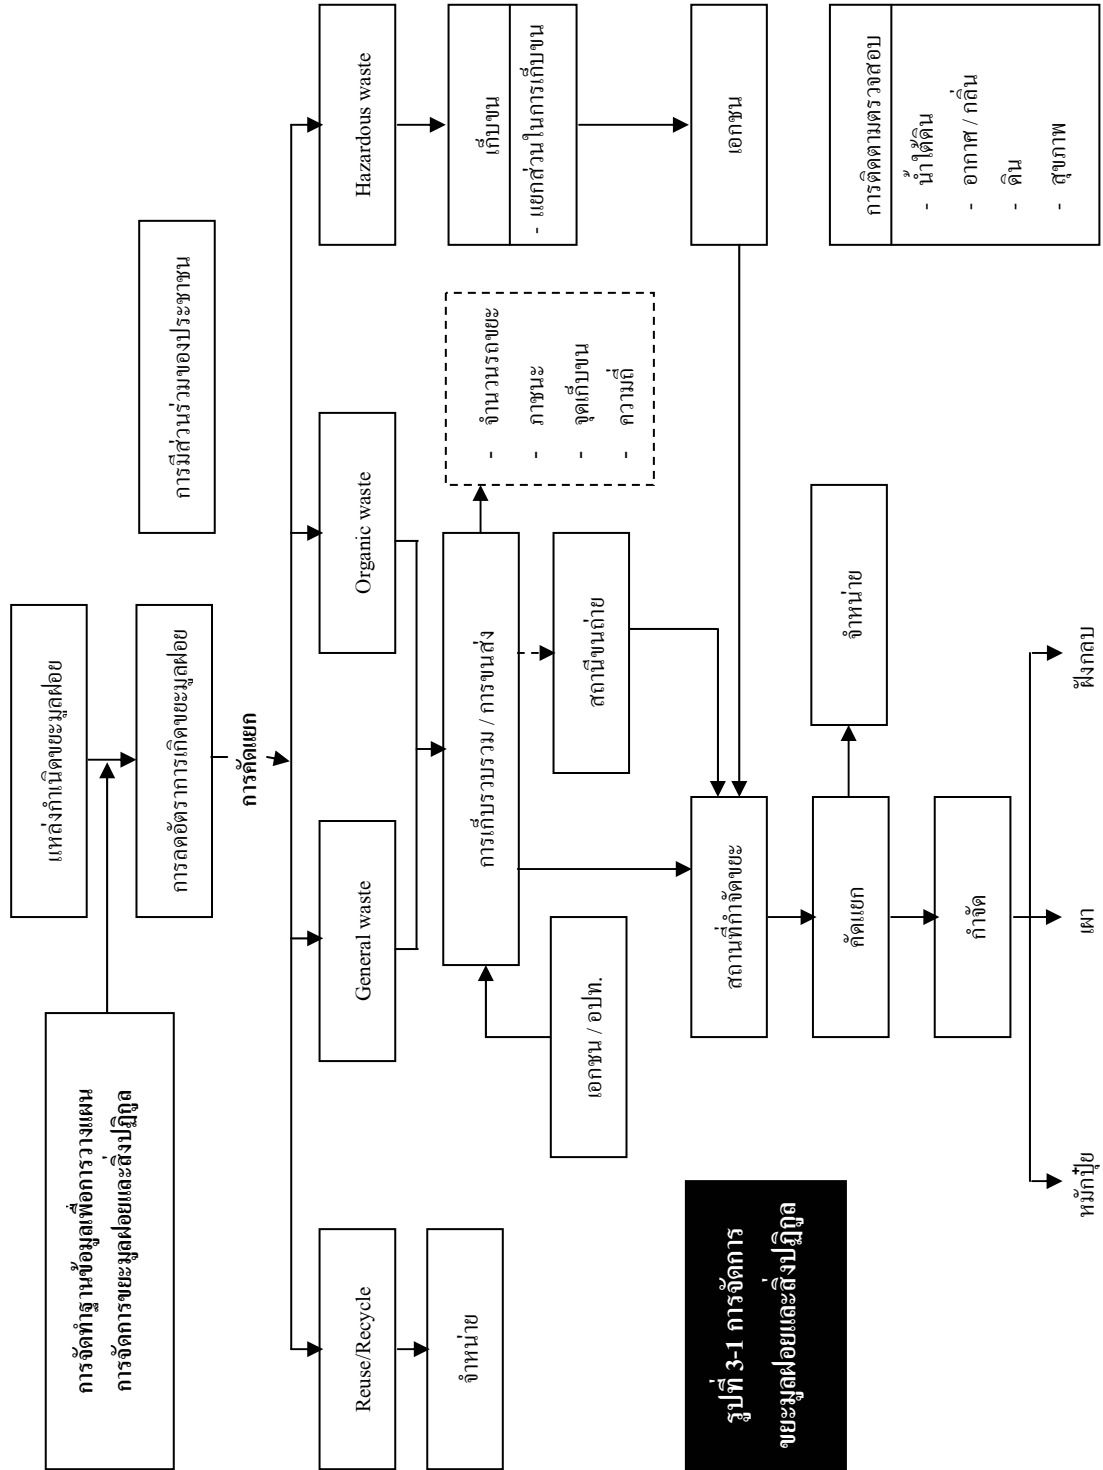 แหล่งกำเนิดขยะมูลฝอย
การจัดทำฐานข้อมูลเพื่อการวางแผน
การจัดการขยะมูลฝอยและสิ่งปฏิกูล
การลดอัตราการเกิดขยะมูลฝอย
การมีส่วนร่วมของประชาชน
การคัดแยก
Reuse/Recycle
General waste
Organic waste
Hazardous waste
จำหน่าย
เก็บขน
- แยกส่วนในการเก็บขน
การเก็บรวบรวม / การขนส่ง
- จำนวนรถขยะ
- ภาชนะ
- จุดเก็บขน
- ความถี่
เอกชน / อปท.
สถานีขนถ่าย
เอกชน
สถานที่กำจัดขยะ
คัดแยก
จำหน่าย
กำจัด
หมักปุ๋ย
เผา
ฝังกลบ
การติดตามตรวจสอบ
- น้ำใต้ดิน
- อากาศ / กลิ่น
- ดิน
- สุขภาพ
รูปที่ 3-1 การจัดการ
ขยะมูลฝอยและสิ่งปฏิกูล